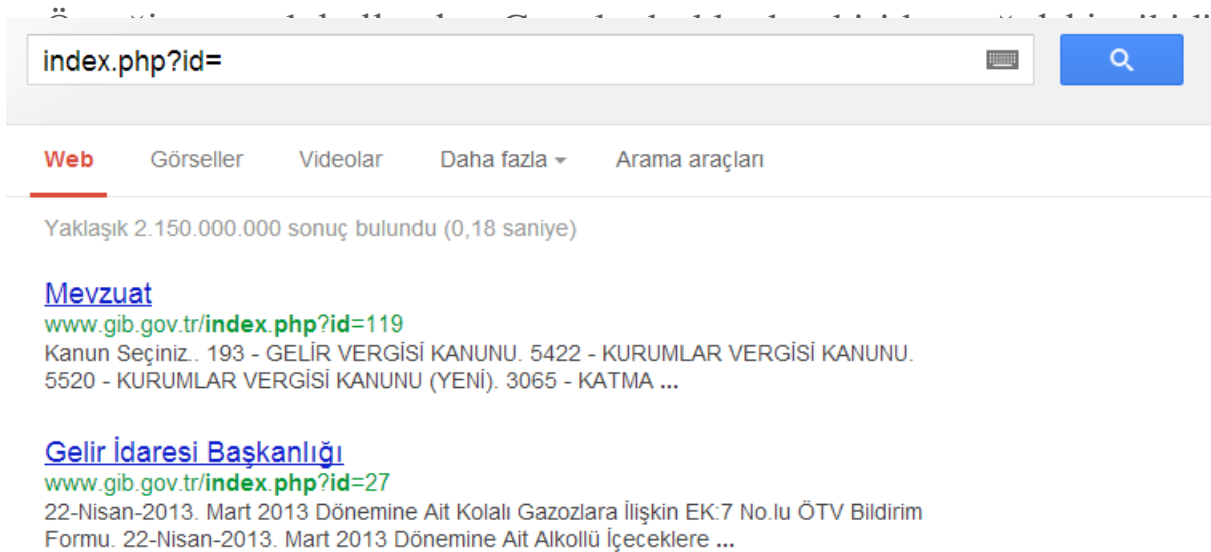 index.php?id=
Web Görseller Videolar Daha fazla Arama araçları
Yaklaşık 2.150.000.000 sonuç bulundu (0,18 saniye)
Mevzuat
www.gib.gov.tr/index.php?id=119
Kanun Seçiniz.. 193 - GELİR VERGİSİ KANUNU. 5422 - KURUMLAR VERGİSİ KANUNU.
5520 - KURUMLAR VERGİSİ KANUNU (YENİ). 3065 - KATMA ...
Gelir İdaresi Başkanlığı
www.gib.gov.tr/index.php?id=27
22-Nisan-2013. Mart 2013 Dönemine Ait Kolalı Gazozlara İlişkin EK:7 No.lu ÖTV Bildirim
Formu. 22-Nisan-2013. Mart 2013 Dönemine Ait Alkollü İçeceklere ...